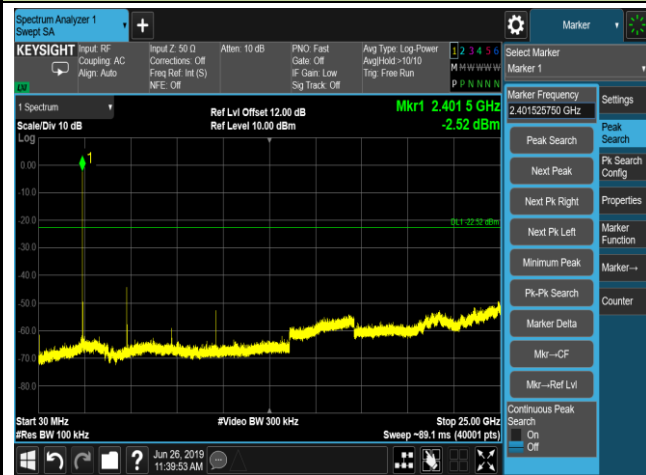 Spectrum Analyzer 1
Swept SA
+
Marker
KEYSIGHT
Input: RF
Coupling: AC
Align: Auto
Input Z: 50 Ω
Corrections: Off
Freq Ref: Int (S)
NFE: Off
Atten: 10 dB
PNO: Fast
Gate: Off
IF Gain: Low
Sig Track: Off
Avg Type: Log-Power
Avg|Hold:>10/10
Trig: Free Run
1 2 3 4 5 6
M M W W W W
P P N N N N
LXI
Select Marker
Marker 1
1 Spectrum
Scale/Div 10 dB
Log
Ref Lvl Offset 12.00 dB
Ref Level 10.00 dBm
Mkr1 2.401 5 GHz
-2.52 dBm
1
0.00
-10.0
-20.0
-30.0
-40.0
-50.0
-60.0
-70.0
-80.0
DL1 -22.52 dBm
Start 30 MHz
#Res BW 100 kHz
#Video BW 300 kHz
Stop 25.00 GHz
Sweep ~89.1 ms (40001 pts)
Marker Frequency
2.401525750 GHz
Peak Search
Next Peak
Next Pk Right
Next Pk Left
Minimum Peak
Pk-Pk Search
Marker Delta
Mkr→CF
Mkr→Ref Lvl
Continuous Peak
Search
On
Off
Settings
Peak
Search
Pk Search
Config
Properties
Marker
Function
Marker→
Counter
?
Jun 26, 2019
11:39:53 AM